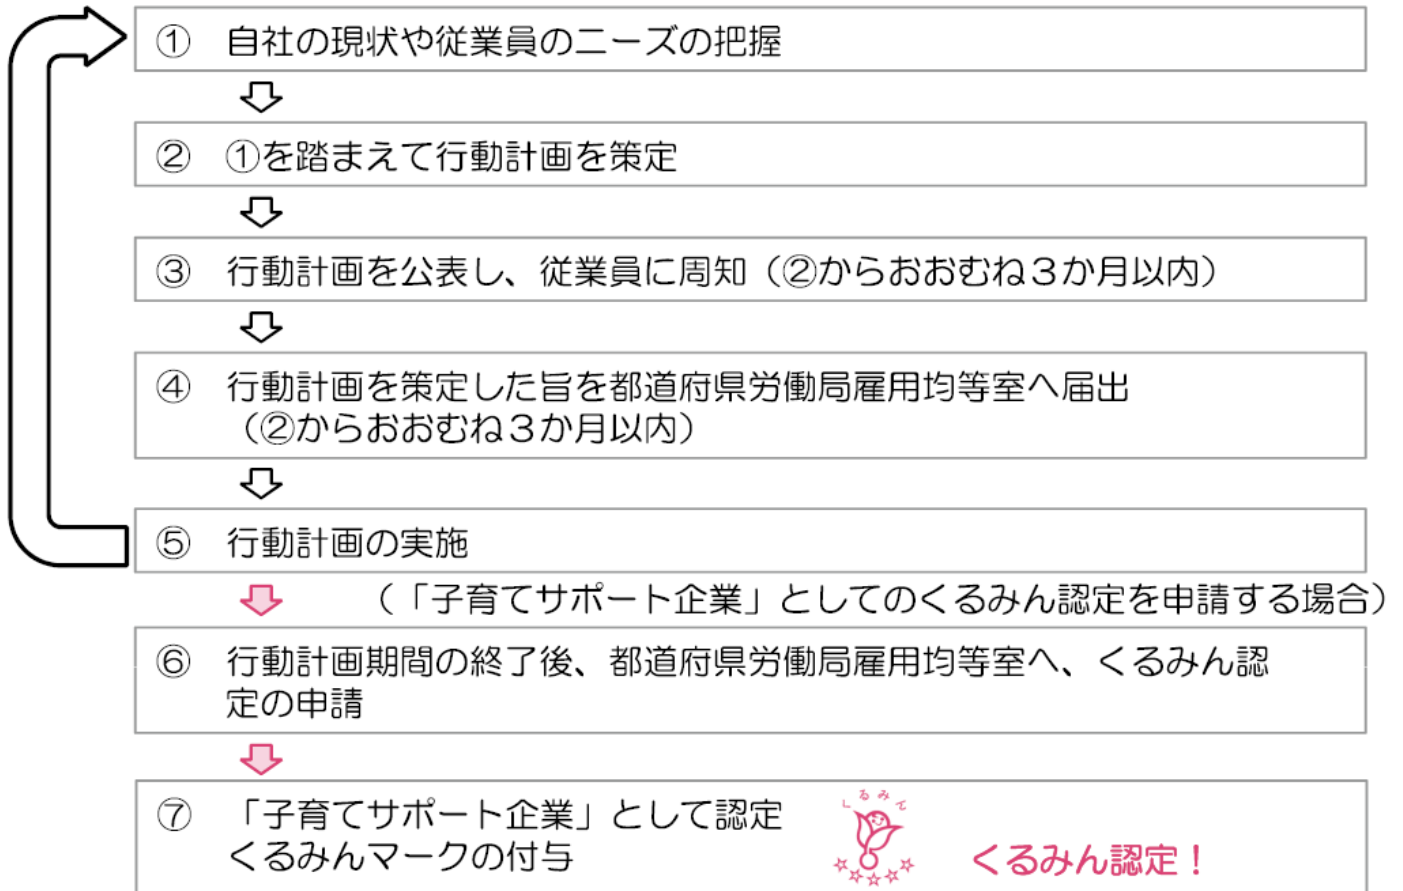 ① 自社の現状や従業員のニーズの把握
② ①を踏まえて行動計画を策定
③ 行動計画を公表し、従業員に周知（②からおおむね３か月以内）
④ 行動計画を策定した旨を都道府県労働局雇用均等室へ届出
（②からおおむね３か月以内）
⑤ 行動計画の実施
（「子育てサポート企業」としてのくるみん認定を申請する場合）
⑥ 行動計画期間の終了後、都道府県労働局雇用均等室へ、くるみん認
定の申請
⑦ 「子育てサポート企業」として認定
くるみんマークの付与
くるみん
くるみん認定！